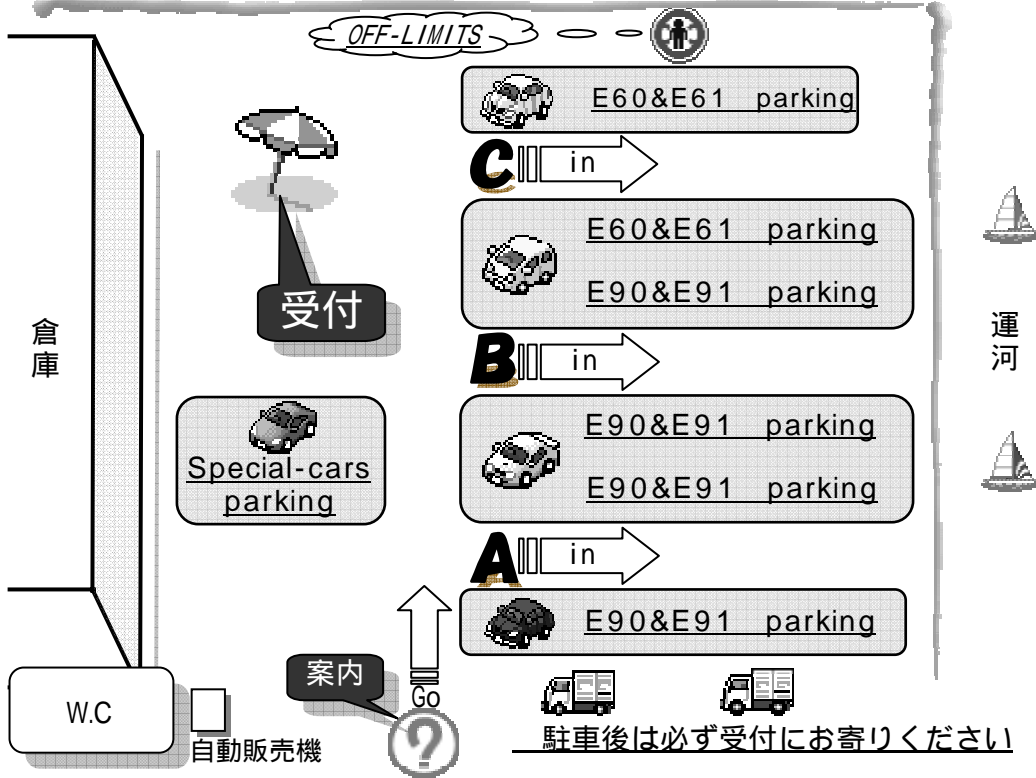 OFF-LIMITS
E60&E61 parking
C in
E60&E61 parking
E90&E91 parking
受付
B in
倉庫
運河
E90&E91 parking
E90&E91 parking
Special-cars
parking
A in
E90&E91 parking
案内
Go
?
W.C
自動販売機
駐車後は必ず受付にお寄りください